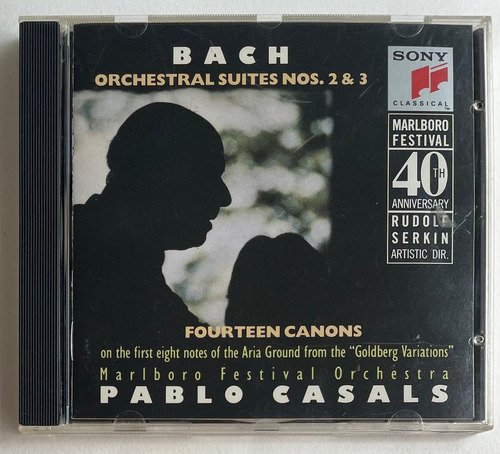 BACH
ORCHESTRAL SUITES NOS. 2 & 3
SONY
CLASSICAL
MARLBORO
FESTIVAL
40TH
ANNIVERSARY
RUDOLF
SERKIN
ARTISTIC DIR.
FOURTEEN CANONS
on the first eight notes of the Aria Ground from the "Goldberg Variations"
Marlboro Festival Orchestra
PABLO CASALS